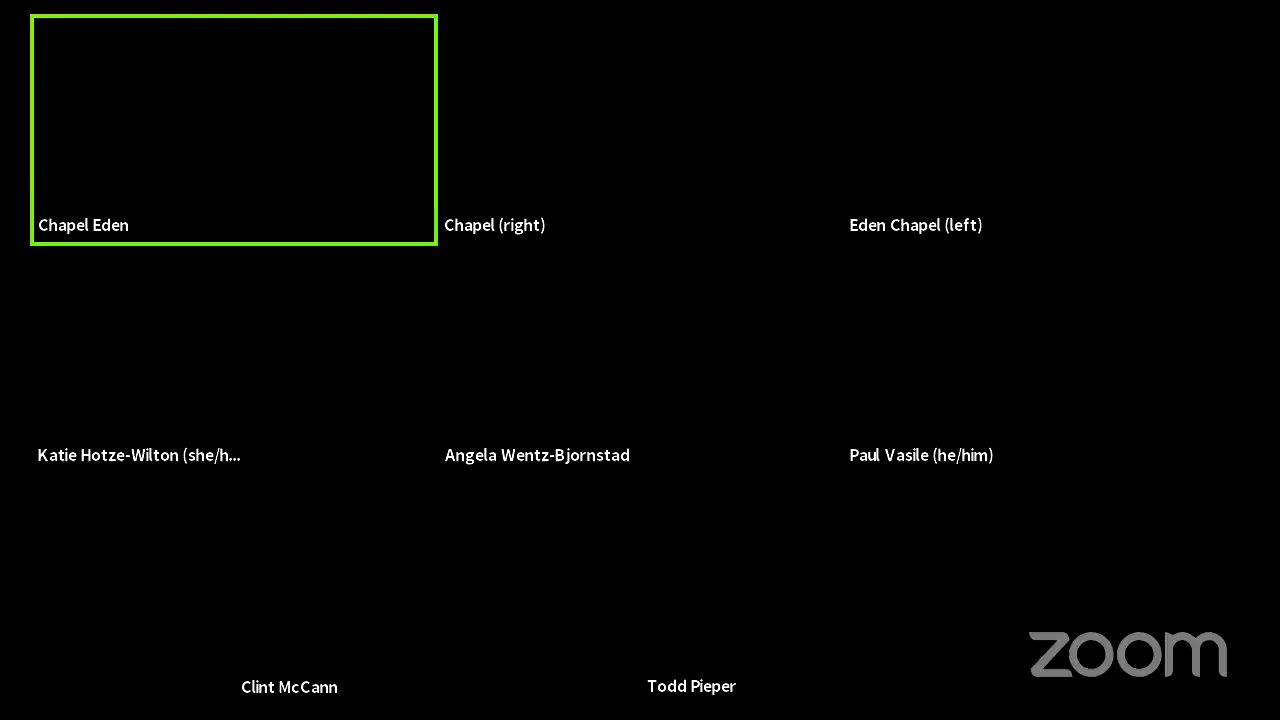 Chapel Eden
Chapel (right)
Eden Chapel (left)
Katie Hotze-Wilton (she/h...
Angela Wentz-Bjornstad
Paul Vasile (he/him)
Clint McCann
Todd Pieper
zoom